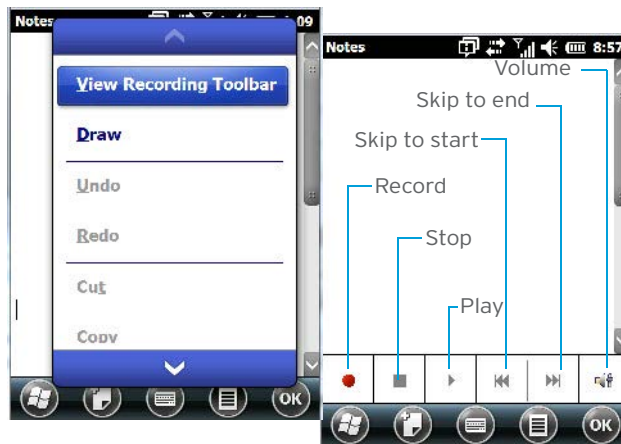 Notes
09
View Recording Toolbar
Draw
Undo
Redo
Cut
Copy
OK
Notes
8:57
Volume
Skip to end
Skip to start
Record
Stop
Play
OK